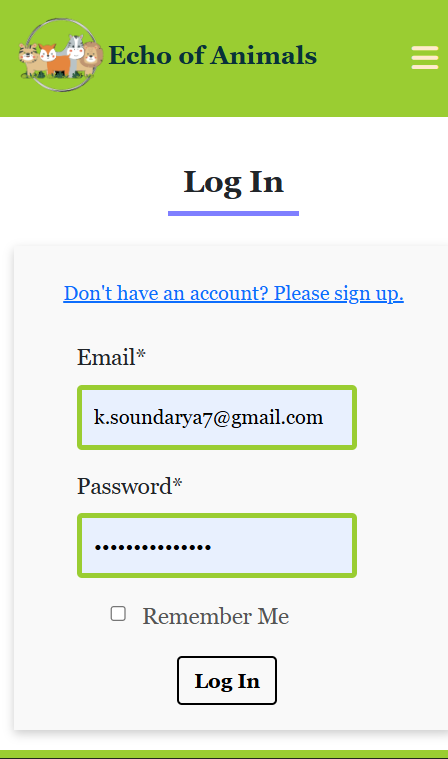 Echo of Animals
Log In
Don't have an account? Please sign up.
Email*
k.soundarya7@gmail.com
Password*
•••••••••••••••
Remember Me
Log In